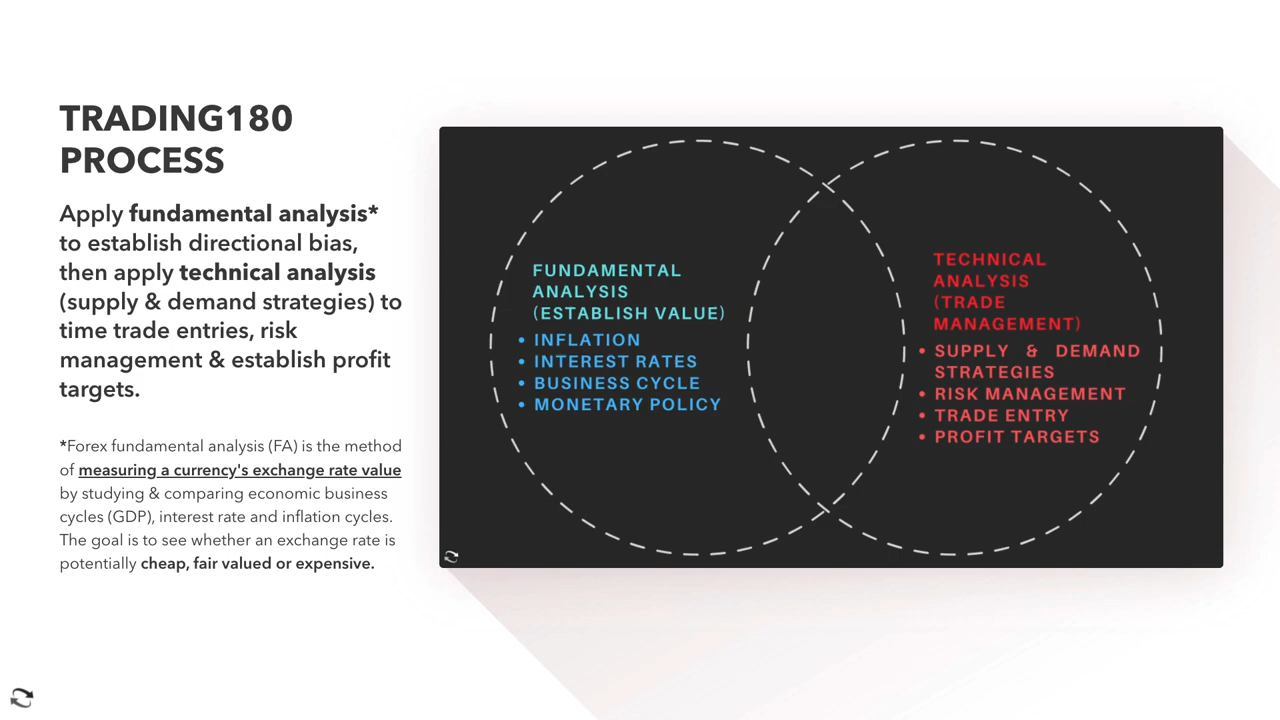 TRADING180
PROCESS
Apply fundamental analysis*
to establish directional bias,
then apply technical analysis
(supply & demand strategies) to
time trade entries, risk
management & establish profit
targets.
*Forex fundamental analysis (FA) is the method
of measuring a currency's exchange rate value
by studying & comparing economic business
cycles (GDP), interest rate and inflation cycles.
The goal is to see whether an exchange rate is
potentially cheap, fair valued or expensive.
FUNDAMENTAL
ANALYSIS
(ESTABLISH VALUE)
• INFLATION
• INTEREST RATES
• BUSINESS CYCLE
• MONETARY POLICY
TECHNICAL
ANALYSIS
(TRADE
MANAGEMENT)
• SUPPLY & DEMAND
STRATEGIES
• RISK MANAGEMENT
• TRADE ENTRY
• PROFIT TARGETS